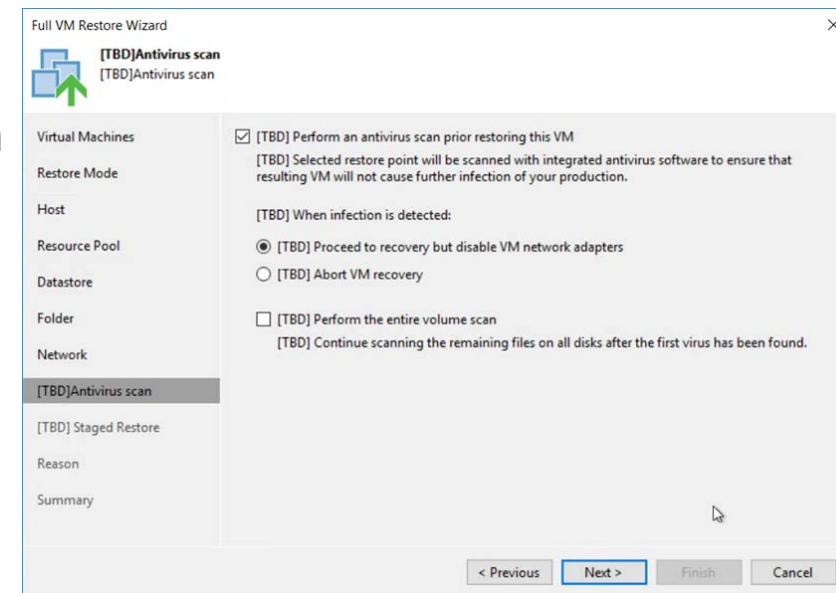 Full VM Restore Wizard
[TBD]Antivirus scan
[TBD]Antivirus scan
Virtual Machines
Restore Mode
Host
Resource Pool
Datastore
Folder
Network
[TBD]Antivirus scan
[TBD] Staged Restore
Reason
Summary
[TBD] Perform an antivirus scan prior restoring this VM
[TBD] Selected restore point will be scanned with integrated antivirus software to ensure that
resulting VM will not cause further infection of your production.
[TBD] When infection is detected:
[TBD] Proceed to recovery but disable VM network adapters
[TBD] Abort VM recovery
[TBD] Perform the entire volume scan
[TBD] Continue scanning the remaining files on all disks after the first virus has been found.
< Previous
Next >
Finish
Cancel